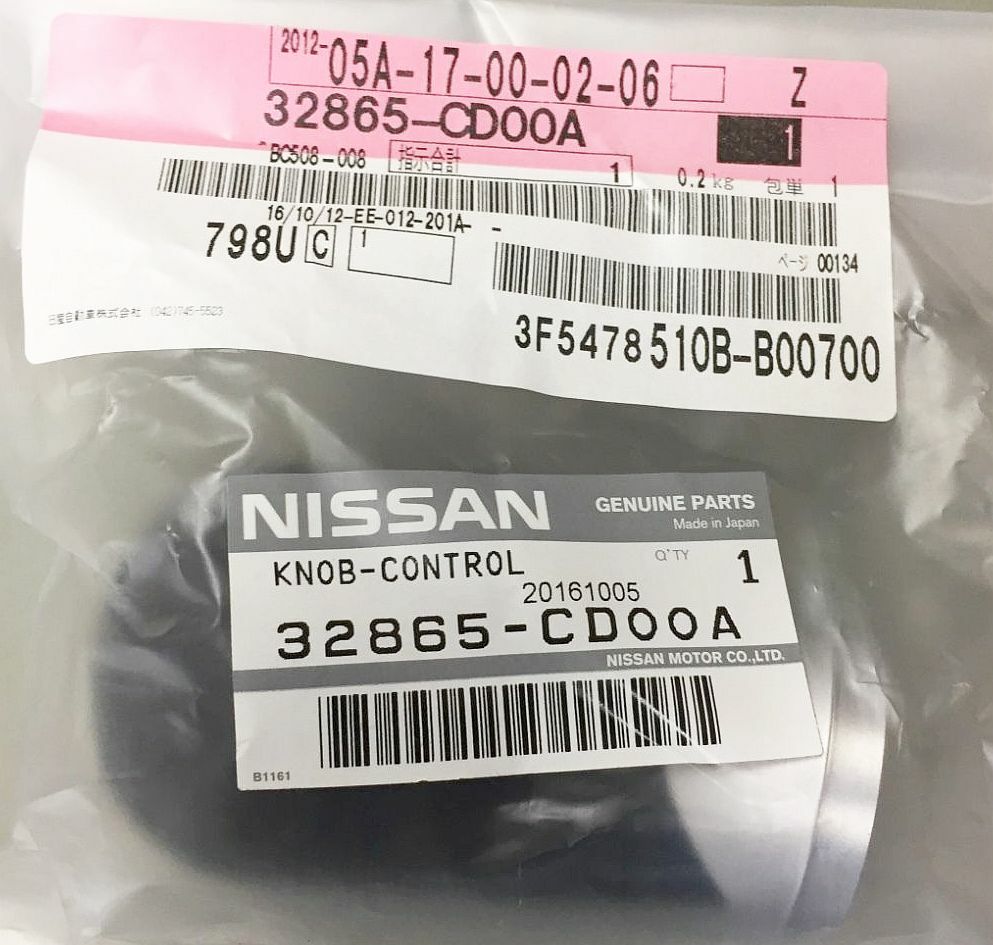 2012-05A-17-00-02-06 Z
32865-CD00A 1
BC508-008 指示合計 1 0.2kg 包単 1
16/10/12-EE-012-201A- -
798U C 1
ページ 00134
日産自動車株式会社 (042)745-5523
3F5478510B-B00700
NISSAN GENUINE PARTS
Made in Japan
KNOB-CONTROL Q'TY 1
20161005
32865-CD00A
NISSAN MOTOR CO.,LTD.
B1161